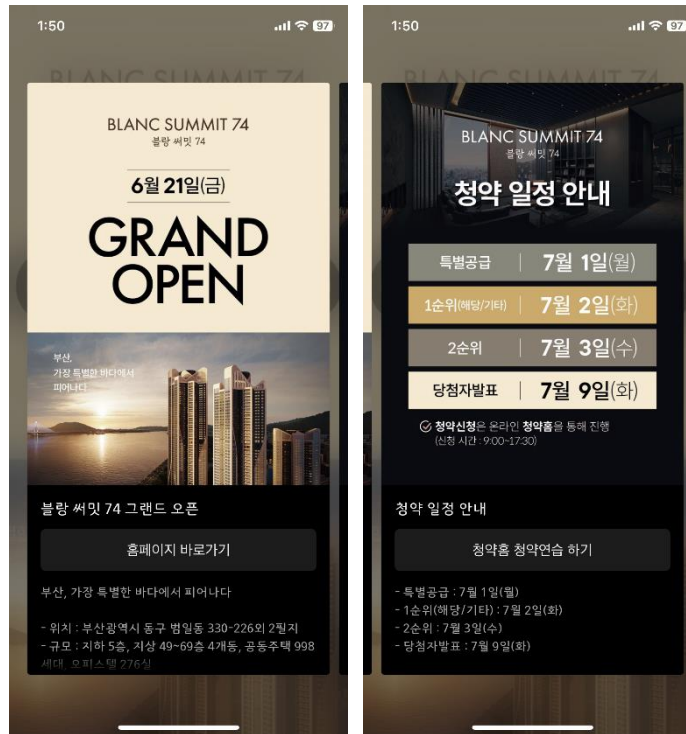 1:50
97
BLANC SUMMIT 74
BLANC SUMMIT 74
블랑 써밋 74
6월 21일(금)
GRAND
OPEN
부산,
가장 특별한 바다에서
피어나다
블랑 써밋 74 그랜드 오픈
홈페이지 바로가기
부산, 가장 특별한 바다에서 피어나다
- 위치 : 부산광역시 동구 범일동 330-226외 2필지
- 규모 : 지하 5층, 지상 49~69층 4개동, 공동주택 998
세대, 오피스텔 276실
1:50
97
BLANC SUMMIT 74
BLANC SUMMIT 74
블랑 써밋 74
청약 일정 안내
특별공급 | 7월 1일(월)
1순위(해당/기타) | 7월 2일(화)
2순위 | 7월 3일(수)
당첨자발표 | 7월 9일(화)
청약신청은 온라인 청약홈을 통해 진행
(신청 시간 : 9:00~17:30)
청약 일정 안내
청약홈 청약연습 하기
- 특별공급 : 7월 1일(월)
- 1순위(해당/기타) : 7월 2일(화)
- 2순위 : 7월 3일(수)
- 당첨자발표 : 7월 9일(화)